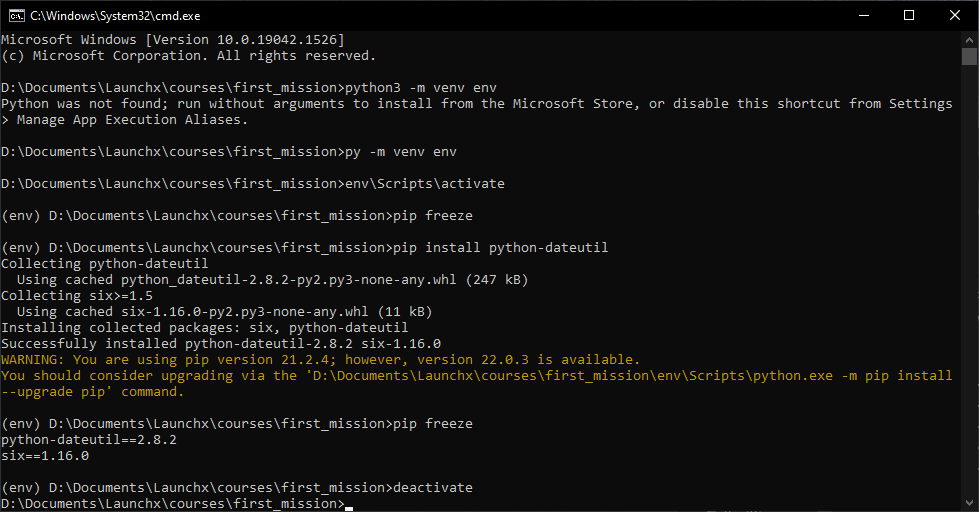 C:\Windows\System32\cmd.exe
Microsoft Windows [Version 10.0.19042.1526]
(c) Microsoft Corporation. All rights reserved.
D:\Documents\Launchx\courses\first_mission>python3 -m venv env
Python was not found; run without arguments to install from the Microsoft Store, or disable this shortcut from Settings
> Manage App Execution Aliases.
D:\Documents\Launchx\courses\first_mission>py -m venv env
D:\Documents\Launchx\courses\first_mission>env\Scripts\activate
(env) D:\Documents\Launchx\courses\first_mission>pip freeze
(env) D:\Documents\Launchx\courses\first_mission>pip install python-dateutil
Collecting python-dateutil
  Using cached python_dateutil-2.8.2-py2.py3-none-any.whl (247 kB)
Collecting six>=1.5
  Using cached six-1.16.0-py2.py3-none-any.whl (11 kB)
Installing collected packages: six, python-dateutil
Successfully installed python-dateutil-2.8.2 six-1.16.0
WARNING: You are using pip version 21.2.4; however, version 22.0.3 is available.
You should consider upgrading via the 'D:\Documents\Launchx\courses\first_mission\env\Scripts\python.exe -m pip install
--upgrade pip' command.
(env) D:\Documents\Launchx\courses\first_mission>pip freeze
python-dateutil==2.8.2
six==1.16.0
(env) D:\Documents\Launchx\courses\first_mission>deactivate
D:\Documents\Launchx\courses\first_mission>